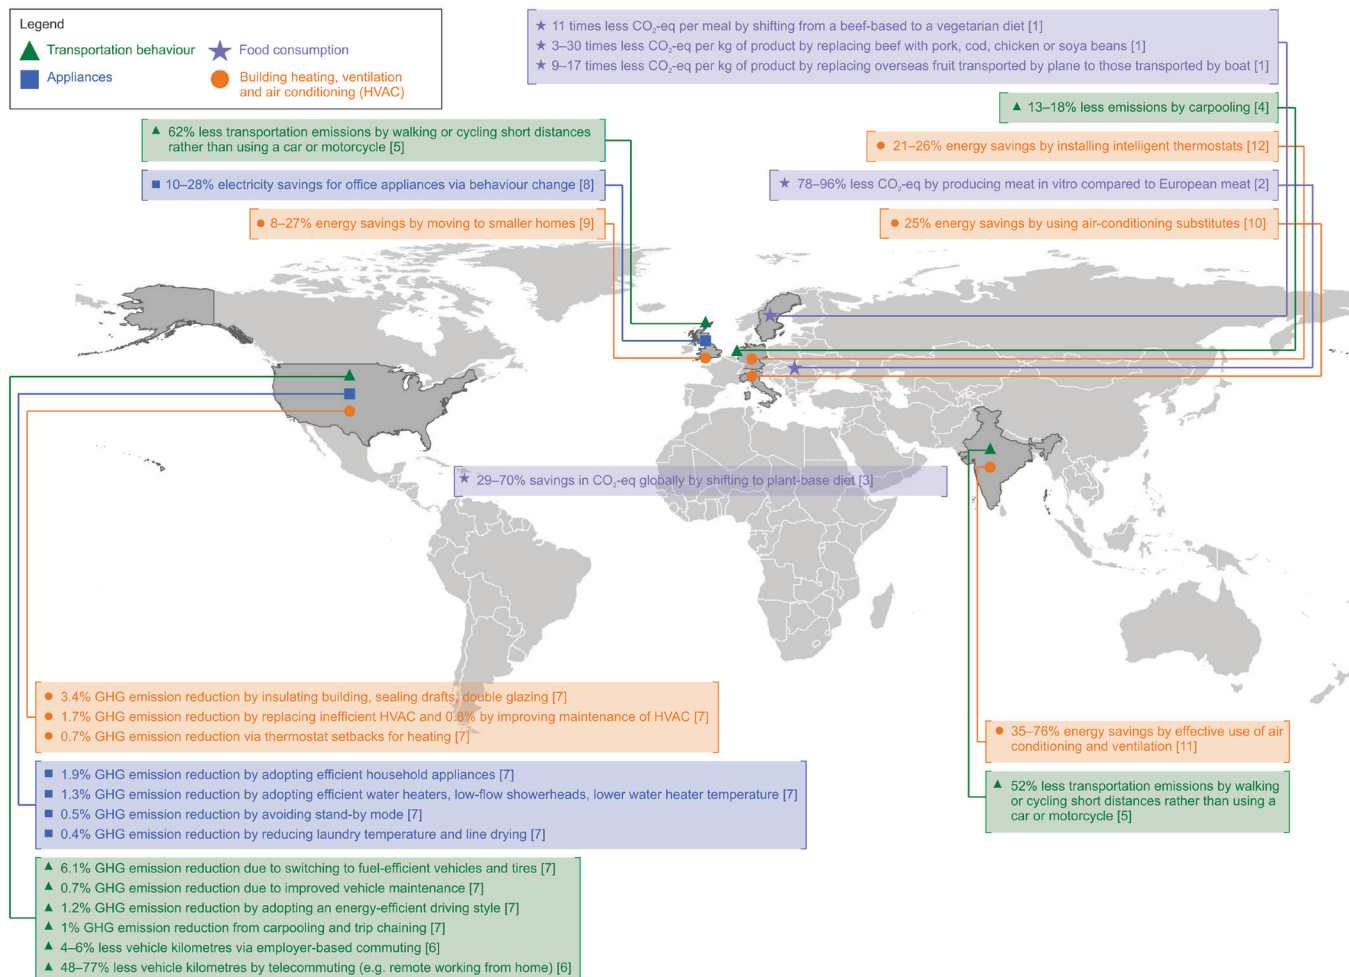 Legend
Transportation behaviour
Food consumption
Appliances
Building heating, ventilation
and air conditioning (HVAC)
11 times less CO₂-eq per meal by shifting from a beef-based to a vegetarian diet [1]
3–30 times less CO₂-eq per kg of product by replacing beef with pork, cod, chicken or soya beans [1]
9–17 times less CO₂-eq per kg of product by replacing overseas fruit transported by plane to those transported by boat [1]
13–18% less emissions by carpooling [4]
62% less transportation emissions by walking or cycling short distances
rather than using a car or motorcycle [5]
21–26% energy savings by installing intelligent thermostats [12]
10–28% electricity savings for office appliances via behaviour change [8]
78–96% less CO₂-eq by producing meat in vitro compared to European meat [2]
8–27% energy savings by moving to smaller homes [9]
25% energy savings by using air-conditioning substitutes [10]
29–70% savings in CO₂-eq globally by shifting to plant-base diet [3]
3.4% GHG emission reduction by insulating building, sealing drafts, double glazing [7]
1.7% GHG emission reduction by replacing inefficient HVAC and 0.8% by improving maintenance of HVAC [7]
0.7% GHG emission reduction via thermostat setbacks for heating [7]
35–76% energy savings by effective use of air
conditioning and ventilation [11]
1.9% GHG emission reduction by adopting efficient household appliances [7]
1.3% GHG emission reduction by adopting efficient water heaters, low-flow showerheads, lower water heater temperature [7]
0.5% GHG emission reduction by avoiding stand-by mode [7]
0.4% GHG emission reduction by reducing laundry temperature and line drying [7]
52% less transportation emissions by walking
or cycling short distances rather than using a
car or motorcycle [5]
6.1% GHG emission reduction due to switching to fuel-efficient vehicles and tires [7]
0.7% GHG emission reduction due to improved vehicle maintenance [7]
1.2% GHG emission reduction by adopting an energy-efficient driving style [7]
1% GHG emission reduction from carpooling and trip chaining [7]
4–6% less vehicle kilometres via employer-based commuting [6]
48–77% less vehicle kilometres by telecommuting (e.g. remote working from home) [6]